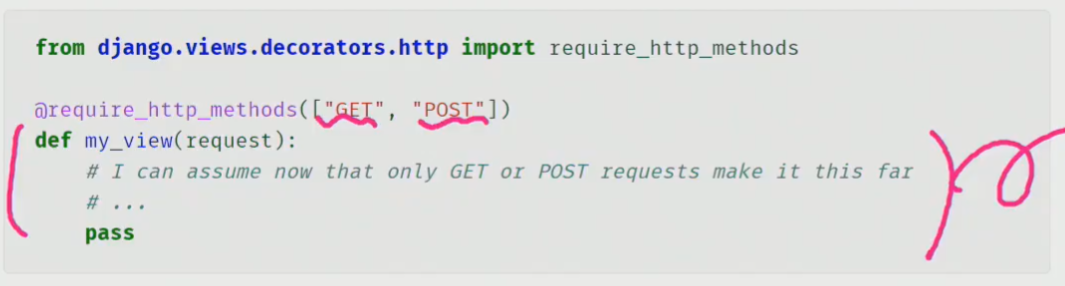 from django.views.decorators.http import require_http_methods
@require_http_methods(["GET", "POST"])
def my_view(request):
# I can assume now that only GET or POST requests make it this far
# ...
pass